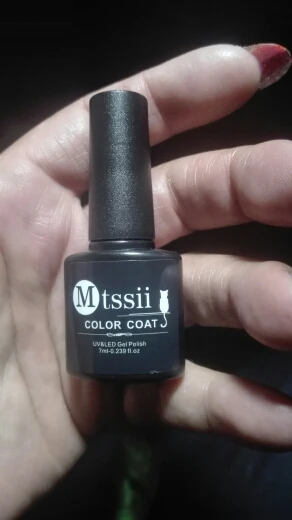 Mtssii
COLOR COAT
UV&LED Gel Polish
7ml-0.239 fl.oz